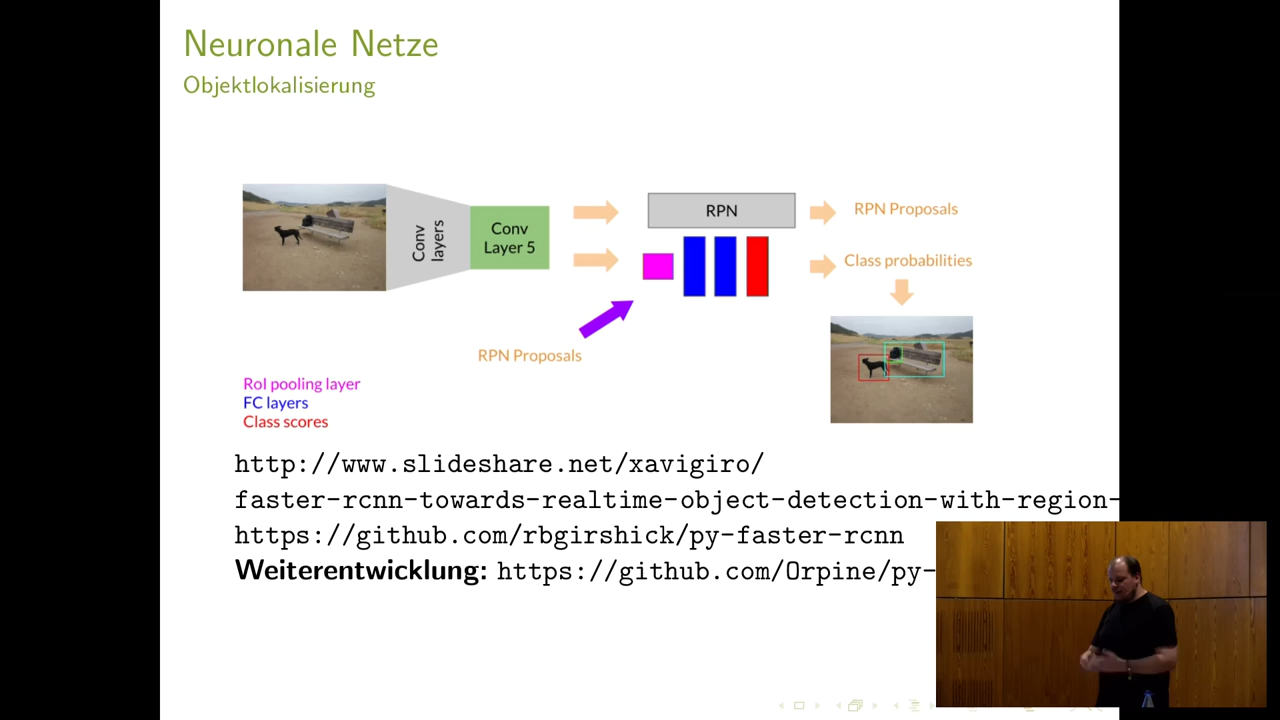 Neuronale Netze
Objektlokalisierung
Conv layers
Conv
Layer 5
RPN
RPN Proposals
Class probabilities
RPN Proposals
RoI pooling layer
FC layers
Class scores
http://www.slideshare.net/xavigiro/
faster-rcnn-towards-realtime-object-detection-with-region-
https://github.com/rbgirshick/py-faster-rcnn
Weiterentwicklung: https://github.com/Orpine/py-